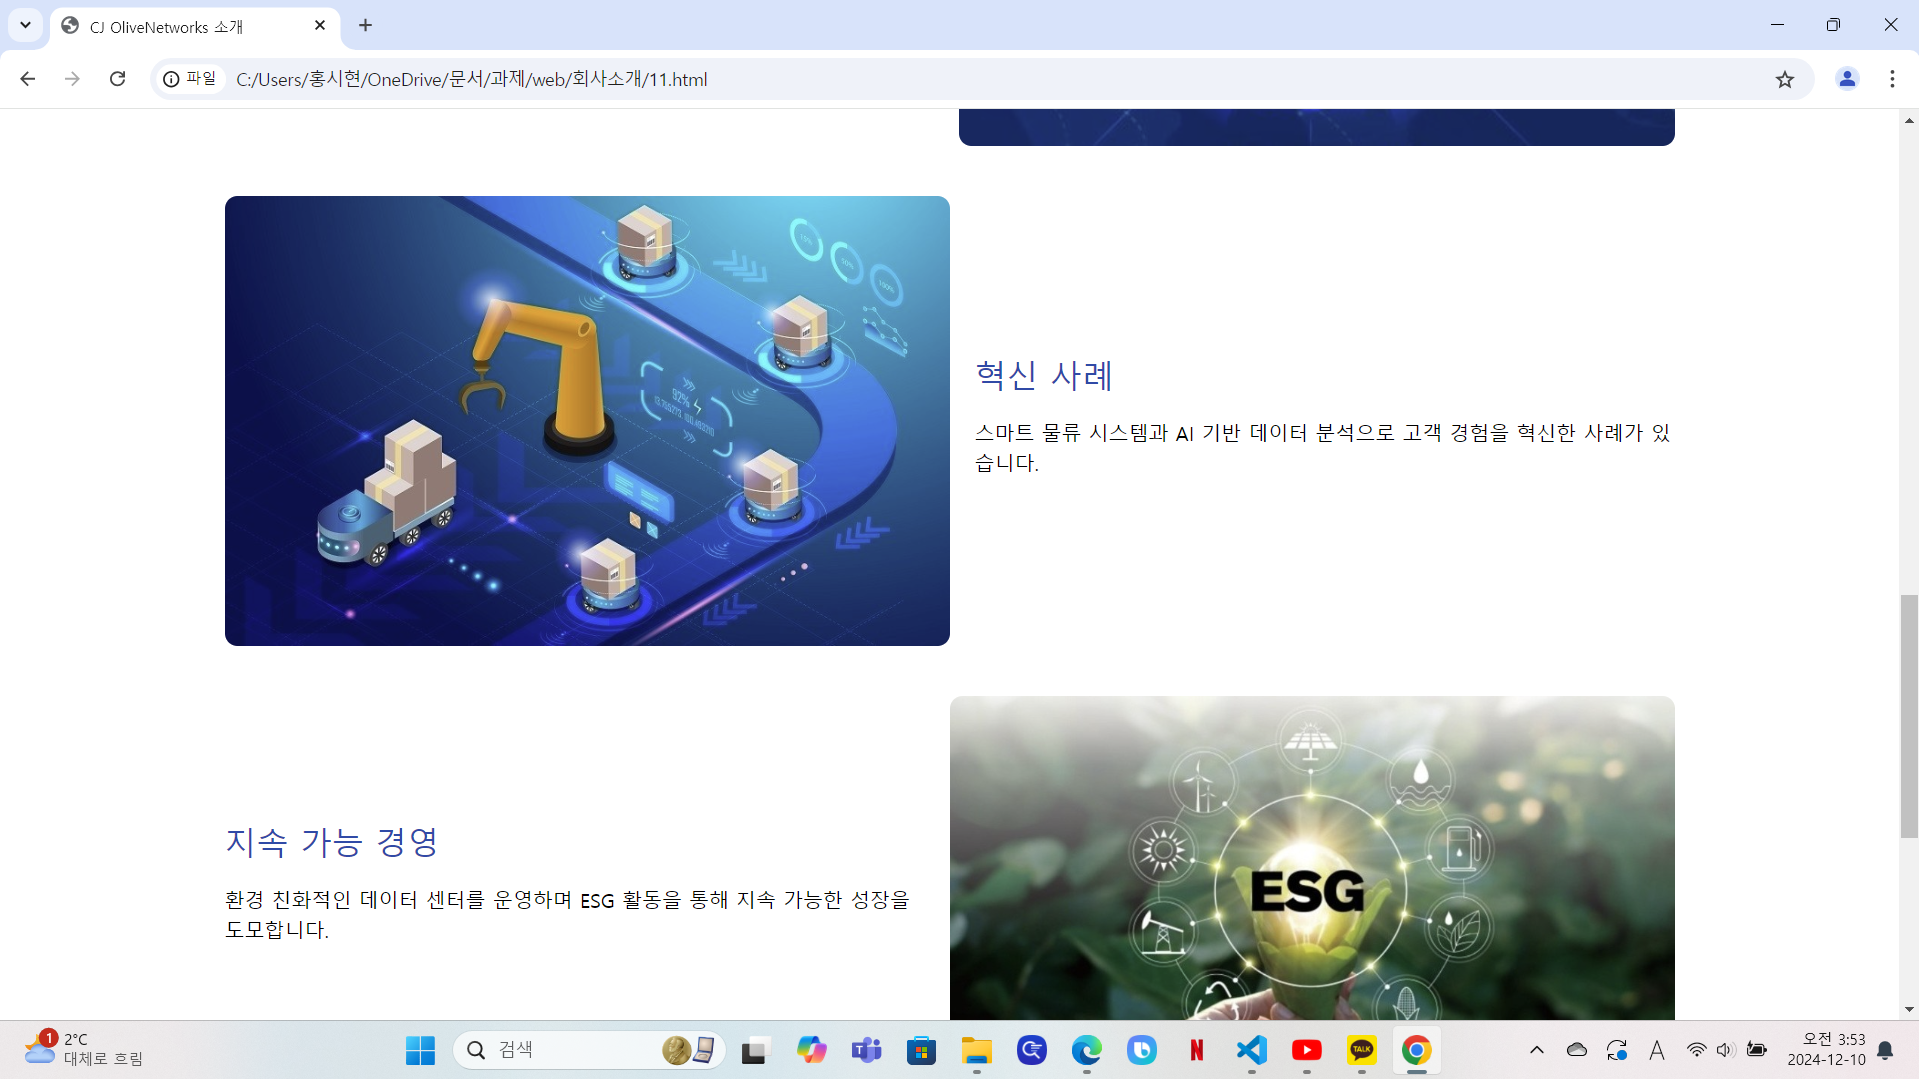 CJ OliveNetworks 소개
파일
C:/Users/홍시현/OneDrive/문서/과제/web/회사소개/11.html
15%
50%
100%
92%
혁신 사례
스마트 물류 시스템과 AI 기반 데이터 분석으로 고객 경험을 혁신한 사례가 있
습니다.
지속 가능 경영
환경 친화적인 데이터 센터를 운영하며 ESG 활동을 통해 지속 가능한 성장을
도모합니다.
ESG
1
2°C
대체로 흐림
검색
N
TALK
A
오전 3:53
2024-12-10